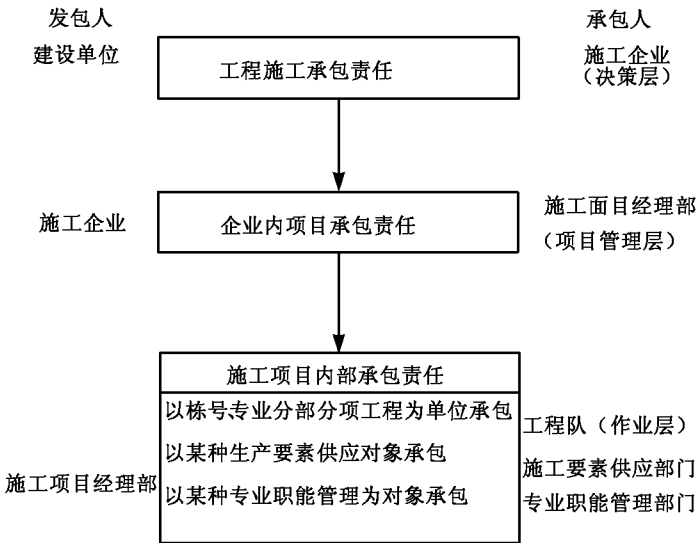 发包人
承包人
建设单位
工程施工承包责任
施工企业
（决策层）
施工企业
企业内项目承包责任
施工面目经理部
（项目管理层）
施工项目内部承包责任
以栋号、专业分部分项工程为单位承包
工程队（作业层）
以某种生产要素供应对象承包
施工要素供应部门
施工项目经理部
以某种专业职能管理为对象承包
专业职能管理部门